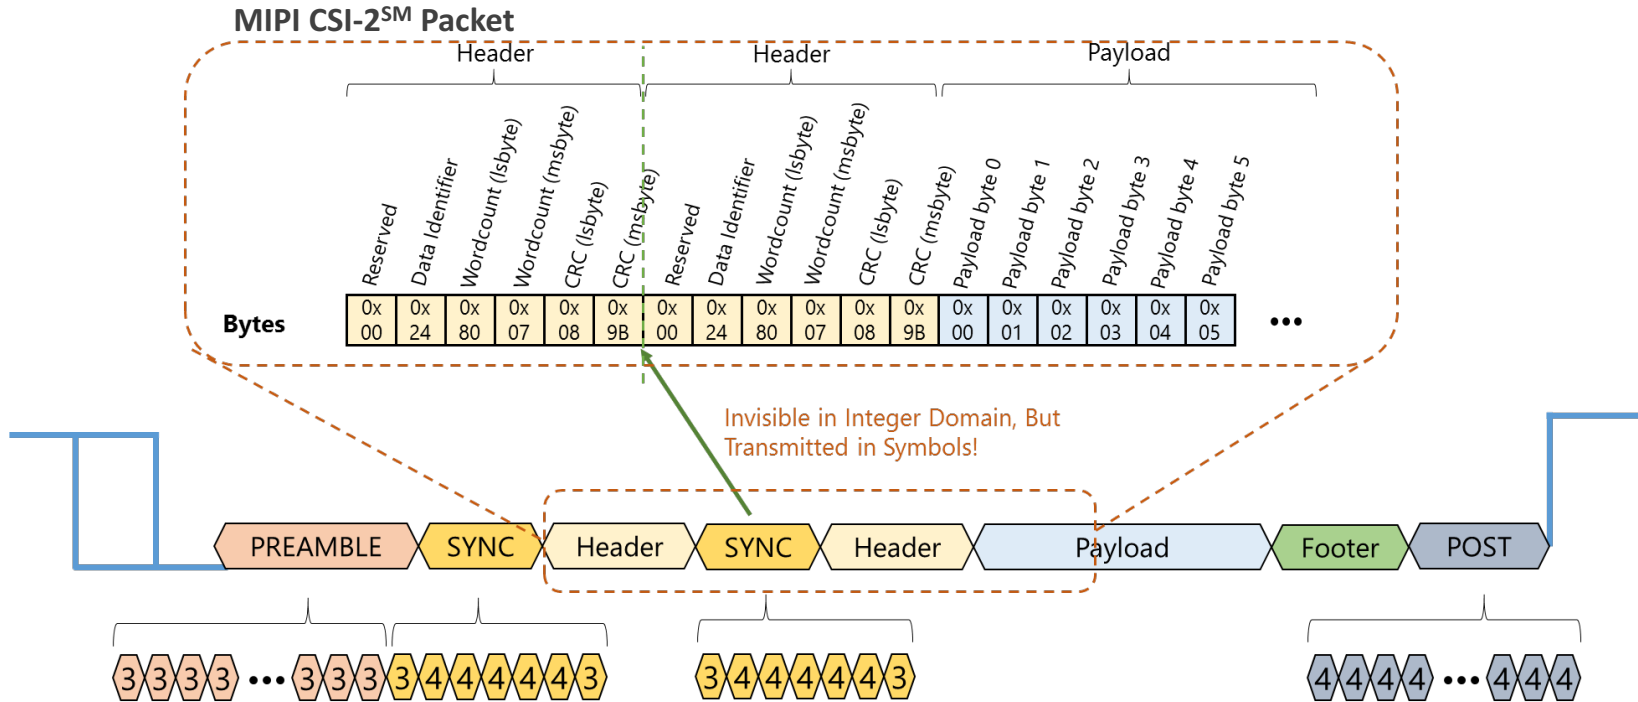 MIPI CSI-2SM Packet
Header Header Payload
Reserved
Data Identifier
Wordcount (lsbyte)
Wordcount (msbyte)
CRC (lsbyte)
CRC (msbyte)
Reserved
Data Identifier
Wordcount (lsbyte)
Wordcount (msbyte)
CRC (lsbyte)
CRC (msbyte)
Payload byte 0
Payload byte 1
Payload byte 2
Payload byte 3
Payload byte 4
Payload byte 5
Bytes
0x 0x 0x 0x 0x 0x 0x 0x 0x 0x 0x 0x 0x 0x 0x 0x 0x 0x
00 24 80 07 08 9B 00 24 80 07 08 9B 00 01 02 03 04 05
•••
Invisible in Integer Domain, But
Transmitted in Symbols!
PREAMBLE SYNC Header SYNC Header Payload Footer POST
3 3 3 3 ••• 3 3 3 3 4 4 4 4 4 3 3 4 4 4 4 4 3 4 4 4 4 ••• 4 4 4